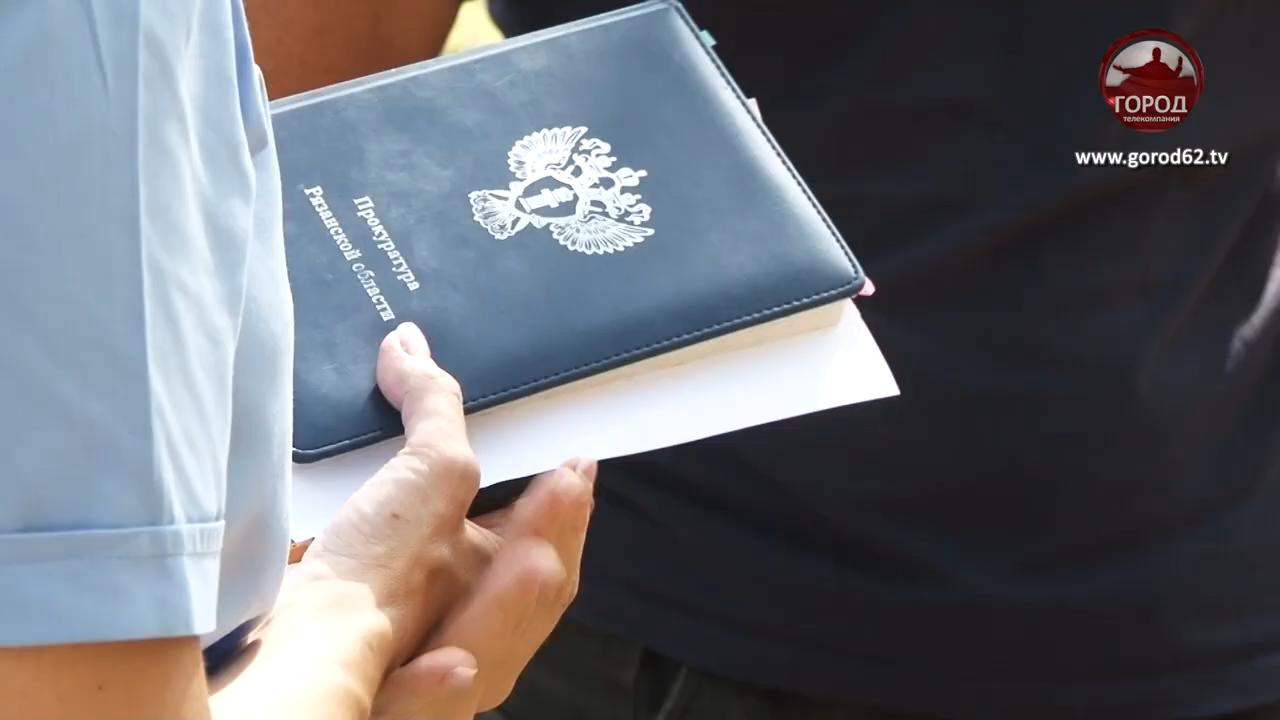 Прокуратура
Рязанской области
ГОРОД
телекомпания
www.gorod62.tv